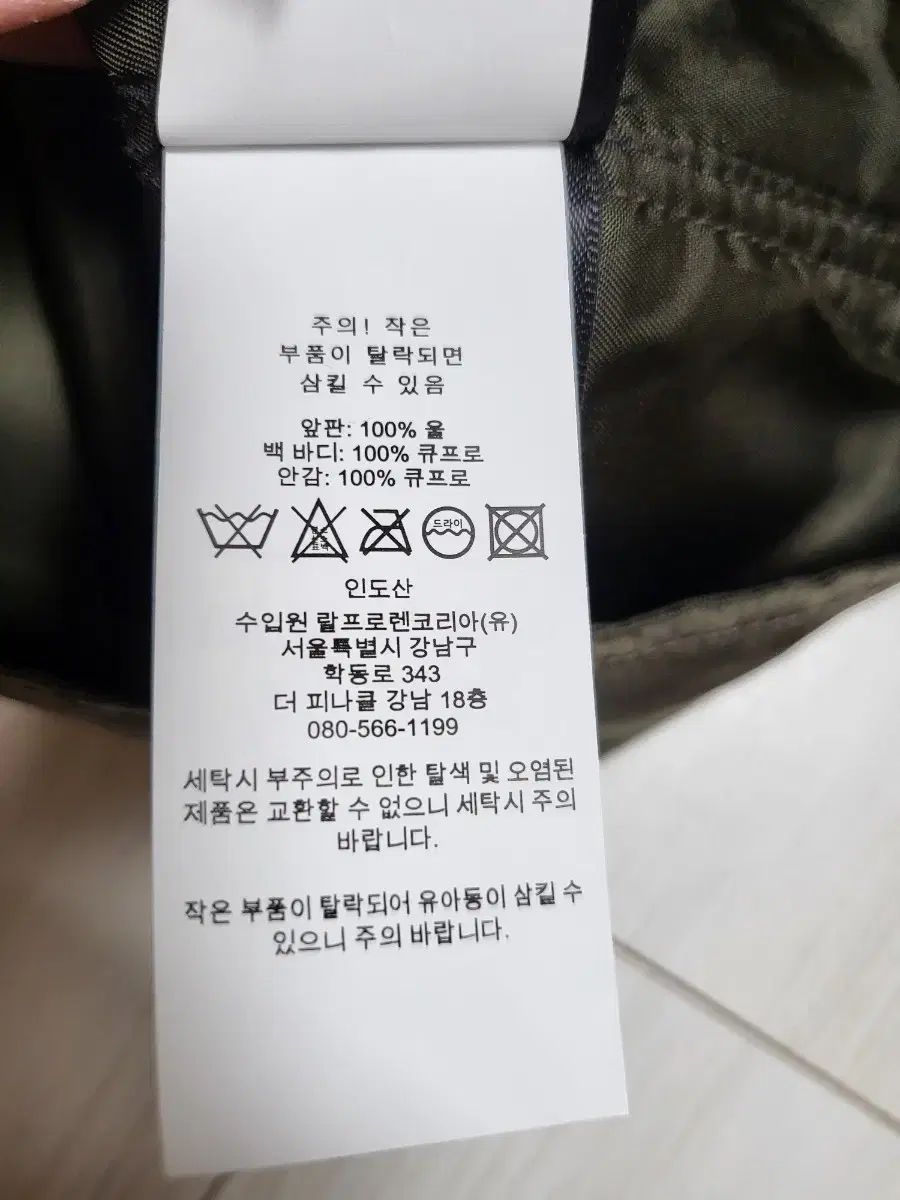 주의! 작은
부품이 탈락되면
삼킬 수 있음
앞판: 100% 울
백 바디: 100% 큐프로
안감: 100% 큐프로
드라이
인도산
수입원 랄프로렌코리아(유)
서울특별시 강남구
학동로 343
더 피나클 강남 18층
080-566-1199
세탁시 부주의로 인한 탈색 및 오염된
제품은 교환할 수 없으니 세탁시 주의
바랍니다.
작은 부품이 탈락되어 유아동이 삼킬 수
있으니 주의 바랍니다.